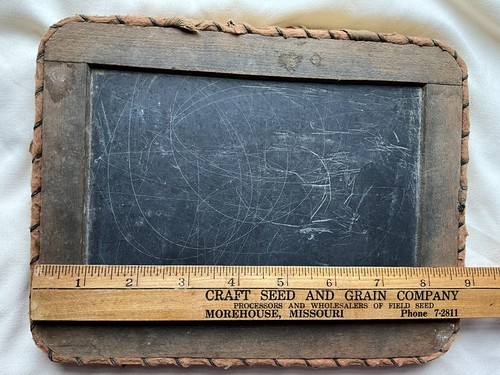 1 2 3 4 5 6 7 8 9
CRAFT SEED AND GRAIN COMPANY
PROCESSORS AND WHOLESALERS OF FIELD SEED
MOREHOUSE, MISSOURI Phone 7-2811